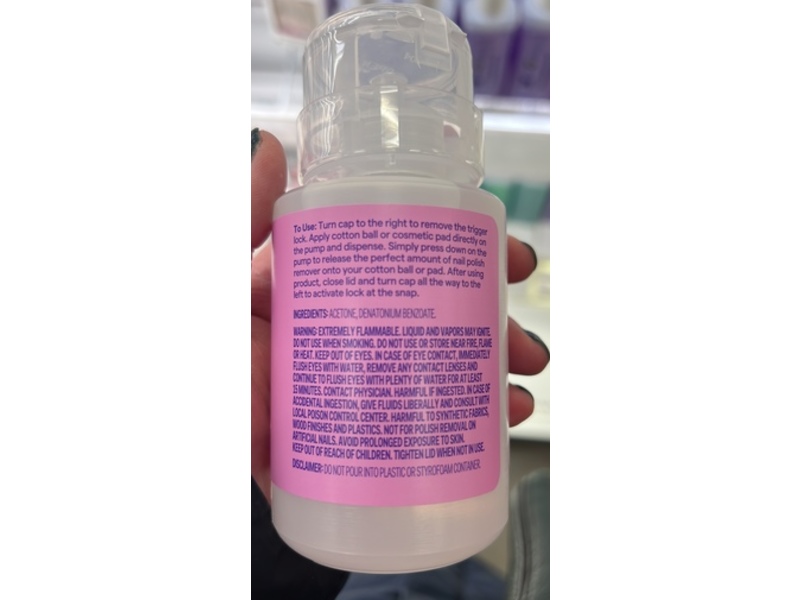 To Use: Turn cap to the right to remove the trigger
lock. Apply cotton ball or cosmetic pad directly on
the pump and dispense. Simply press down on the
pump to release the perfect amount of nail polish
remover onto your cotton ball or pad. After using
product, close lid and turn cap all the way to the
left to activate lock at the snap.
INGREDIENTS: ACETONE, DENATONIUM BENZOATE.
WARNING: EXTREMELY FLAMMABLE. LIQUID AND VAPORS MAY IGNITE.
DO NOT USE WHEN SMOKING. DO NOT USE OR STORE NEAR FIRE, FLAME
OR HEAT. KEEP OUT OF EYES. IN CASE OF EYE CONTACT, IMMEDIATELY
FLUSH EYES WITH WATER, REMOVE ANY CONTACT LENSES AND
CONTINUE TO FLUSH EYES WITH PLENTY OF WATER FOR AT LEAST
15 MINUTES. CONTACT PHYSICIAN. HARMFUL IF INGESTED. IN CASE OF
ACCIDENTAL INGESTION, GIVE FLUIDS LIBERALLY AND CONSULT WITH
LOCAL POISON CONTROL CENTER. HARMFUL TO SYNTHETIC FABRICS,
WOOD FINISHES AND PLASTICS. NOT FOR POLISH REMOVAL ON
ARTIFICIAL NAILS. AVOID PROLONGED EXPOSURE TO SKIN.
KEEP OUT OF REACH OF CHILDREN. TIGHTEN LID WHEN NOT IN USE.
DISCLAIMER: DO NOT POUR INTO PLASTIC OR STYROFOAM CONTAINER.